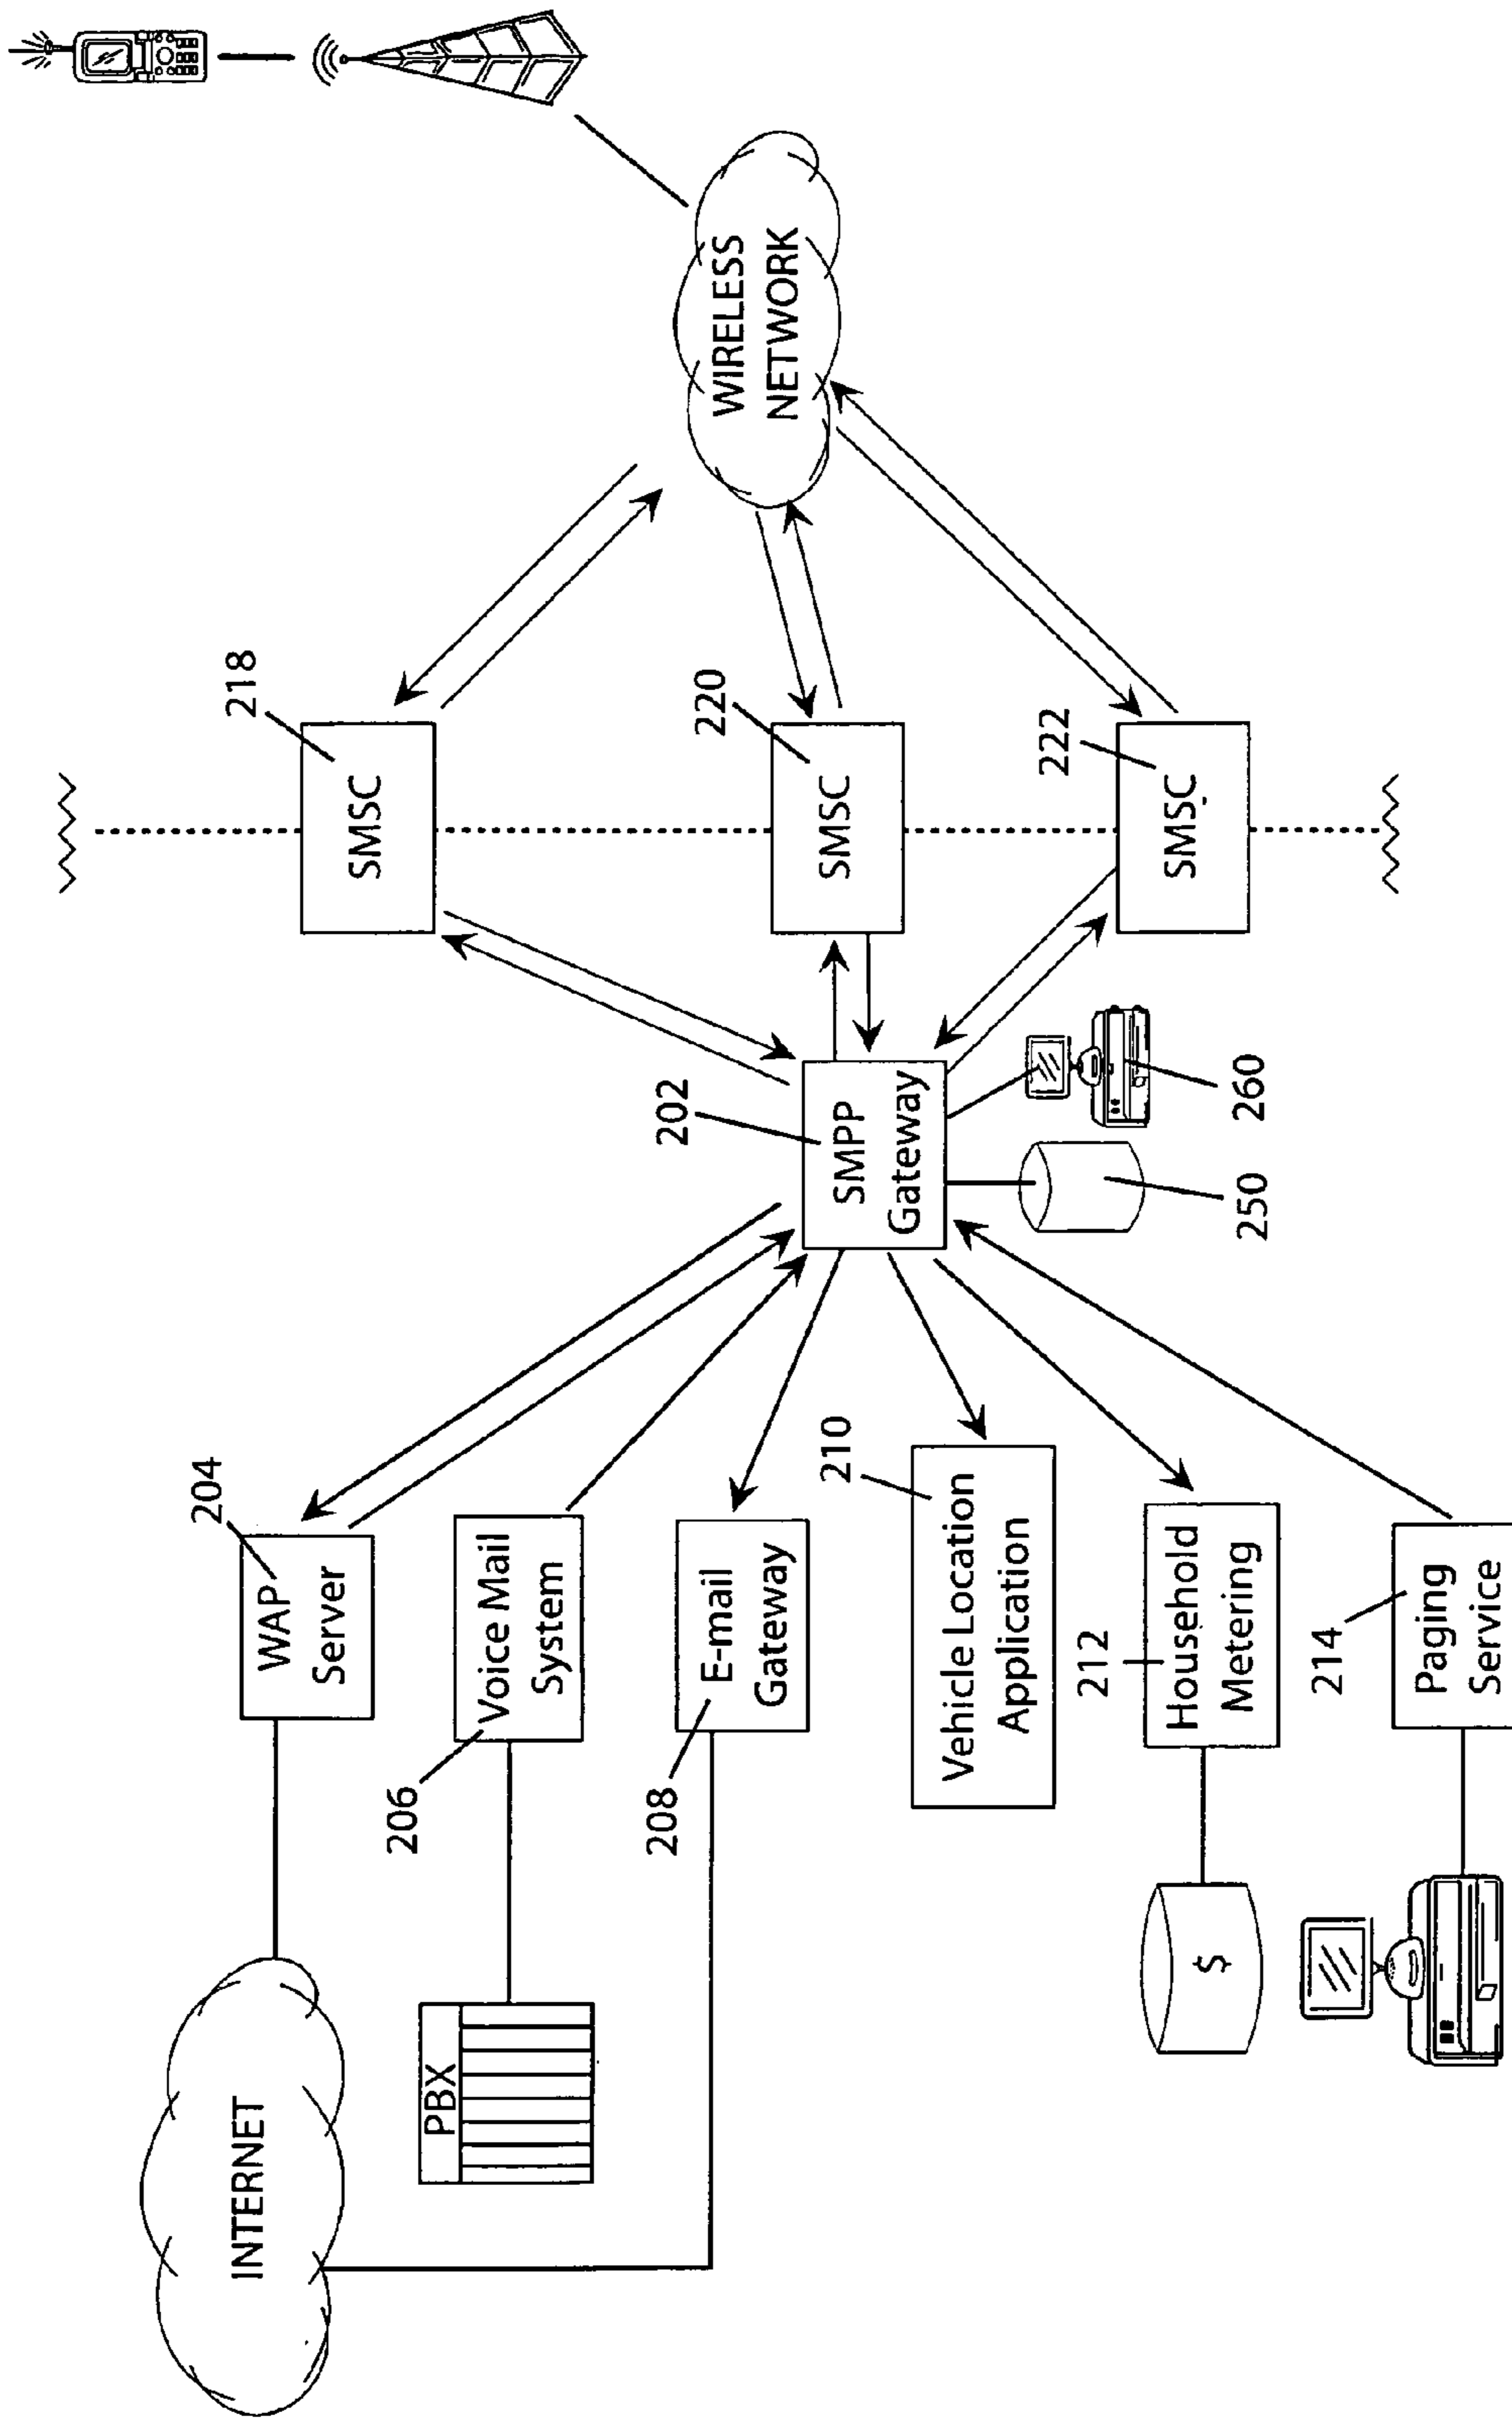 INTERNET
WAP
Server
204
PBX
Voice Mail
System
206
E-mail
Gateway
208
Vehicle Location
Application
210
$
Household
Metering
212
Paging
Service
214
SMPP
Gateway
202
250
260
SMSC
218
SMSC
220
SMSC
222
WIRELESS
NETWORK